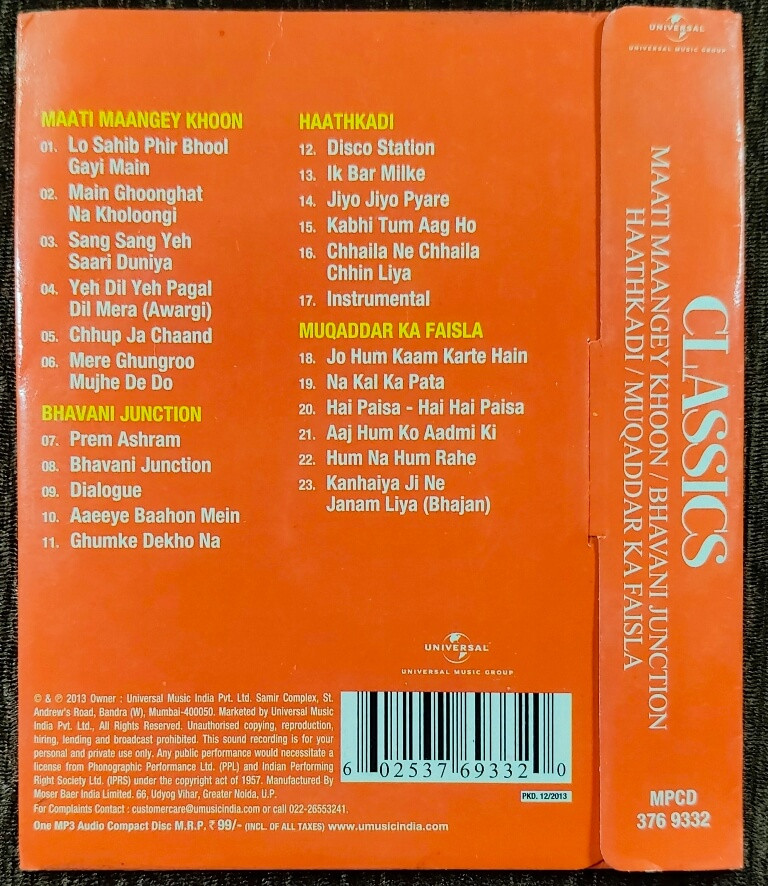 MAATI MAANGEY KHOON
01. Lo Sahib Phir Bhool
Gayi Main
02. Main Ghoonghat
Na Kholoongi
03. Sang Sang Yeh
Saari Duniya
04. Yeh Dil Yeh Pagal
Dil Mera (Awargi)
05. Chhup Ja Chaand
06. Mere Ghungroo
Mujhe De Do
BHAVANI JUNCTION
07. Prem Ashram
08. Bhavani Junction
09. Dialogue
10. Aaeeye Baahon Mein
11. Ghumke Dekho Na
HAATHKADI
12. Disco Station
13. Ik Bar Milke
14. Jiyo Jiyo Pyare
15. Kabhi Tum Aag Ho
16. Chhaila Ne Chhaila
Chhin Liya
17. Instrumental
MUQADDAR KA FAISLA
18. Jo Hum Kaam Karte Hain
19. Na Kal Ka Pata
20. Hai Paisa - Hai Hai Paisa
21. Aaj Hum Ko Aadmi Ki
22. Hum Na Hum Rahe
23. Kanhaiya Ji Ne
Janam Liya (Bhajan)
UNIVERSAL
UNIVERSAL MUSIC GROUP
© & ℗ 2013 Owner : Universal Music India Pvt. Ltd. Samir Complex, St.
Andrew's Road, Bandra (W), Mumbai-400050. Marketed by Universal Music
India Pvt. Ltd., All Rights Reserved. Unauthorised copying, reproduction,
hiring, lending and broadcast prohibited. This sound recording is for your
personal and private use only. Any public performance would necessitate a
license from Phonographic Performance Ltd. (PPL) and Indian Performing
Right Society Ltd. (IPRS) under the copyright act of 1957. Manufactured By
Moser Baer India Limited. 66, Udyog Vihar, Greater Noida. U.P.
For Complaints Contact : customercare@umusicindia.com or call 022-26553241.
One MP3 Audio Compact Disc M.R.P. ₹ 99/- (INCL. OF ALL TAXES) www.umusicindia.com
6 02537 69332 0
PKD. 12/2013
UNIVERSAL
UNIVERSAL MUSIC GROUP
CLASSICS
MAATI MAANGEY KHOON / BHAVANI JUNCTION
HAATHKADI / MUQADDAR KA FAISLA
MPCD
376 9332